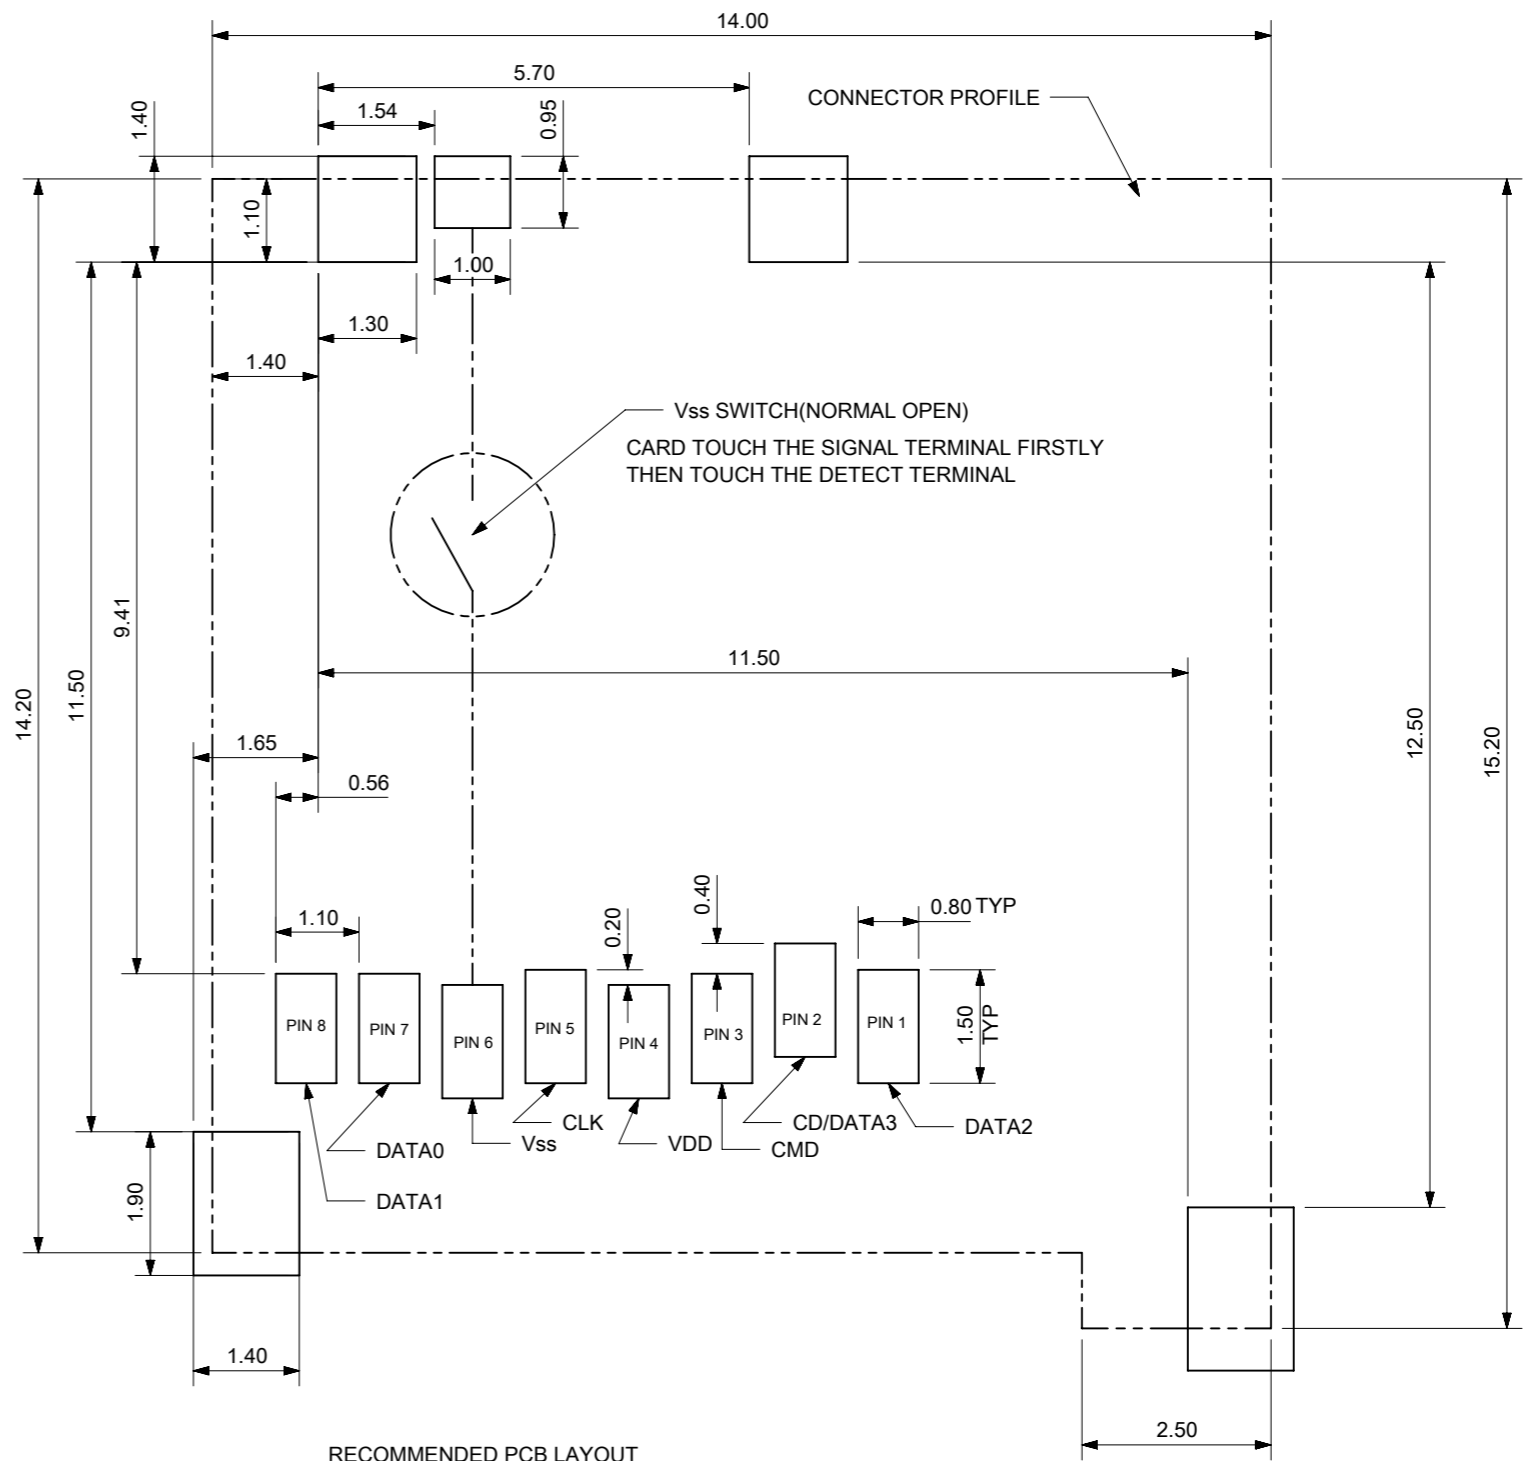 14.00
5.70
CONNECTOR PROFILE
1.54
1.40
0.95
1.10
1.00
1.30
1.40
Vss SWITCH(NORMAL OPEN)
CARD TOUCH THE SIGNAL TERMINAL FIRSTLY
THEN TOUCH THE DETECT TERMINAL
9.41
11.50
14.20
11.50
12.50
15.20
1.65
0.56
1.10
0.20
0.40
0.80 TYP
1.50 TYP
PIN 8
PIN 7
PIN 6
PIN 5
PIN 4
PIN 3
PIN 2
PIN 1
CLK
CD/DATA3
DATA2
DATA0
Vss
VDD
CMD
DATA1
1.90
1.40
2.50
RECOMMENDED PCB LAYOUT